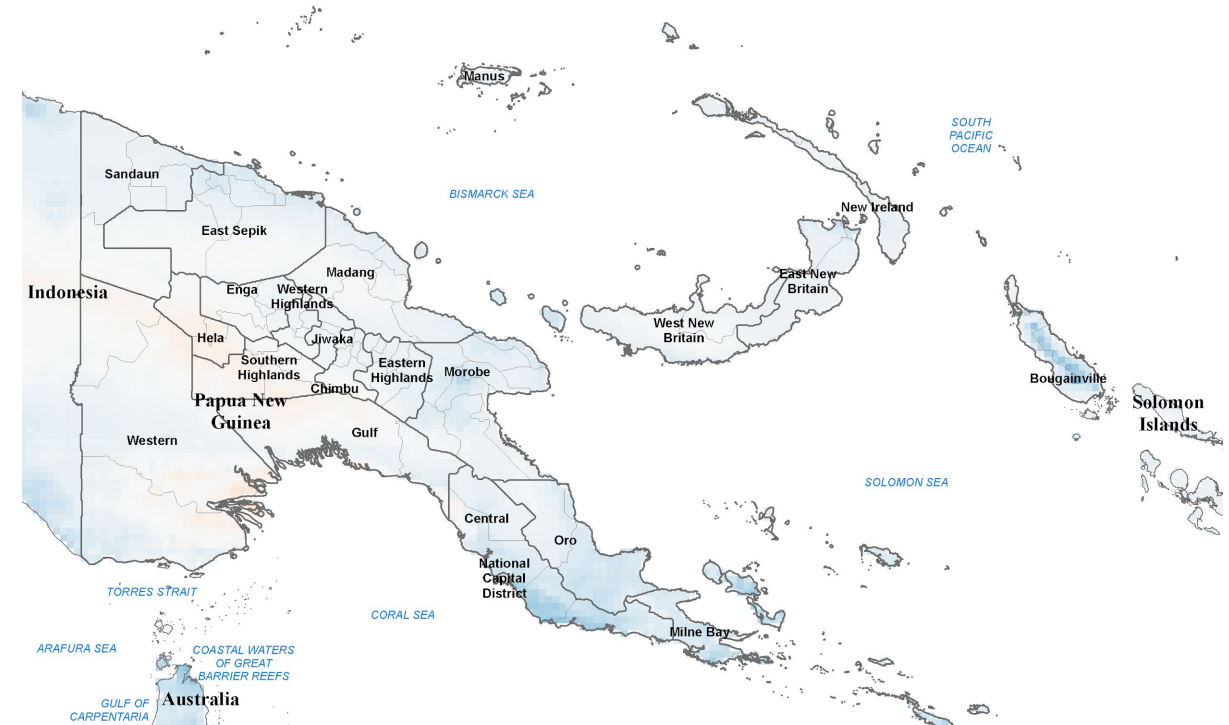 Manus
SOUTH
PACIFIC
OCEAN
Sandaun
BISMARCK SEA
New Ireland
East Sepik
Madang
East New
Britain
Indonesia
Enga
Western
Highlands
West New
Britain
Hela
Jiwaka
Southern
Highlands
Eastern
Highlands
Morobe
Bougainville
Chimbu
Papua New
Guinea
Solomon
Islands
Western
Gulf
SOLOMON SEA
Central
Oro
National
Capital
District
TORRES STRAIT
CORAL SEA
Milne Bay
ARAFURA SEA
COASTAL WATERS
OF GREAT
BARRIER REEFS
Australia
GULF OF
CARPENTARIA